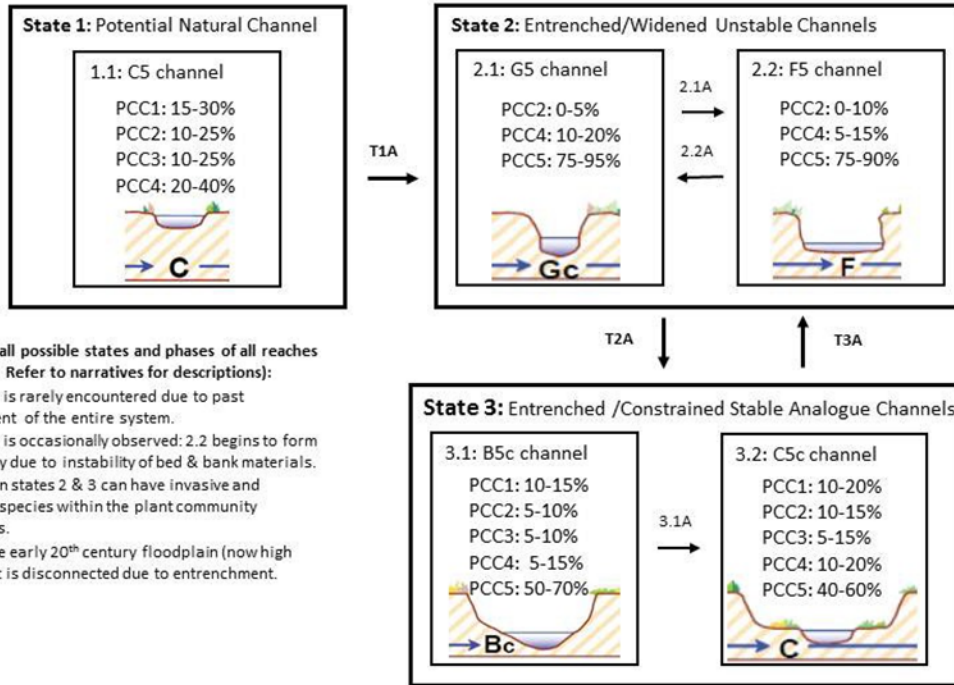 State 1: Potential Natural Channel
1.1: C5 channel
PCC1: 15-30%
PCC2: 10-25%
PCC3: 10-25%
PCC4: 20-40%
C
T1A
State 2: Entrenched/Widened Unstable Channels
2.1: G5 channel
PCC2: 0-5%
PCC4: 10-20%
PCC5: 75-95%
Gc
2.1A
2.2A
2.2: F5 channel
PCC2: 0-10%
PCC4: 5-15%
PCC5: 75-90%
F
T2A
T3A
all possible states and phases of all reaches
Refer to narratives for descriptions):
is rarely encountered due to past
of the entire system.
is occasionally observed: 2.2 begins to form
due to instability of bed & bank materials.
states 2 & 3 can have invasive and
species within the plant community
early 20th century floodplain (now high
is disconnected due to entrenchment.
State 3: Entrenched /Constrained Stable Analogue Channels
3.1: B5c channel
PCC1: 10-15%
PCC2: 5-10%
PCC3: 5-10%
PCC4: 5-15%
PCC5: 50-70%
Bc
3.1A
3.2: C5c channel
PCC1: 10-20%
PCC2: 10-15%
PCC3: 5-15%
PCC4: 10-20%
PCC5: 40-60%
C